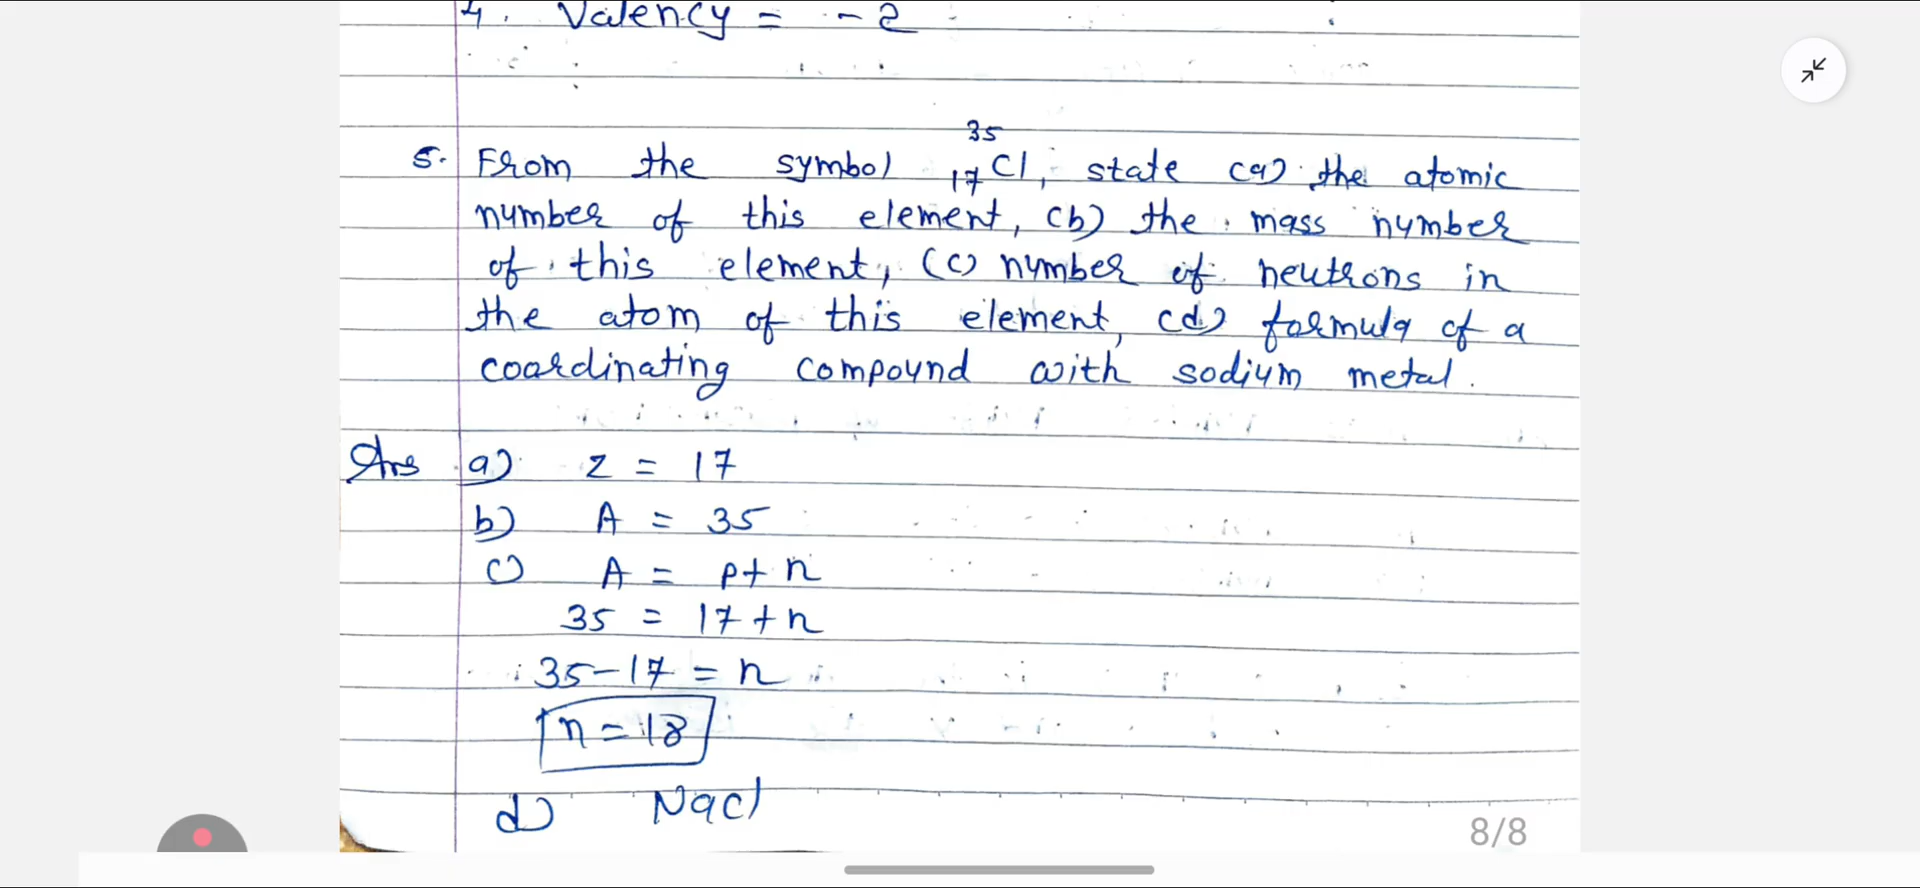 4. Valency = -2
5. From the symbol ³⁵₁₇Cl, state (a) the atomic
number of this element, (b) the mass number
of this element, (c) number of neutrons in
the atom of this element, (d) formula of a
coordinating compound with sodium metal.
Ans a) Z = 17
b) A = 35
c) A = p+n
35 = 17+n
35-17 = n
n = 18
d) NaCl
8/8